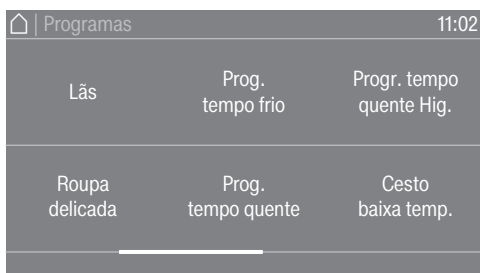 | Programas 11:02
Lãs
Prog.
tempo frio
Progr. tempo
quente Hig.
Roupa
delicada
Prog.
tempo quente
Cesto
baixa temp.